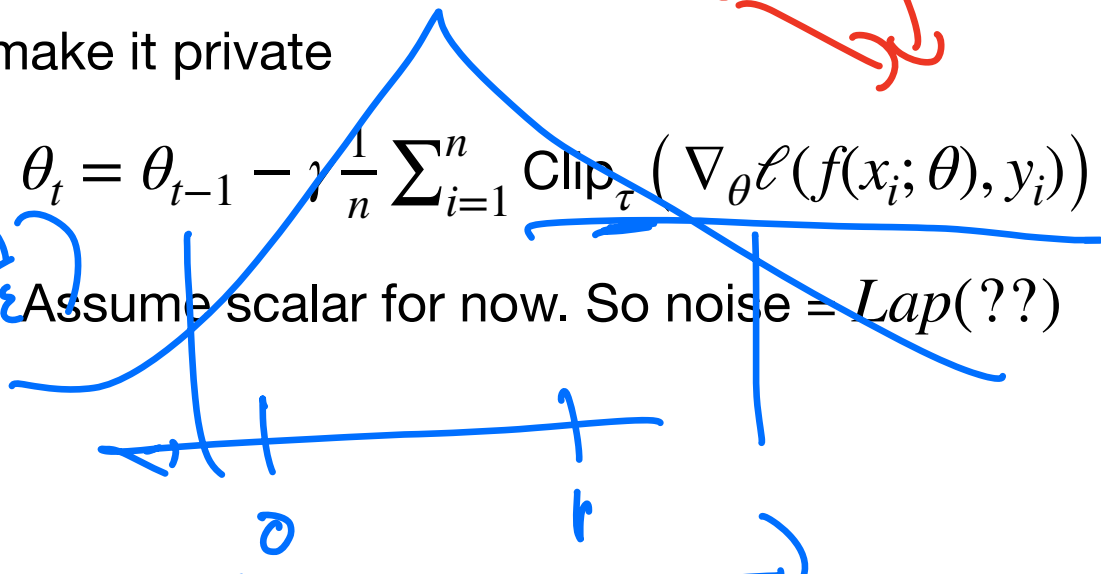 make it private
θ_t = θ_{t-1} − γ 1/n ∑_{i=1}^{n} Clip_τ ( ∇_θ ℓ(f(x_i; θ), y_i))
Assume scalar for now. So noise = Lap(??)
0 r